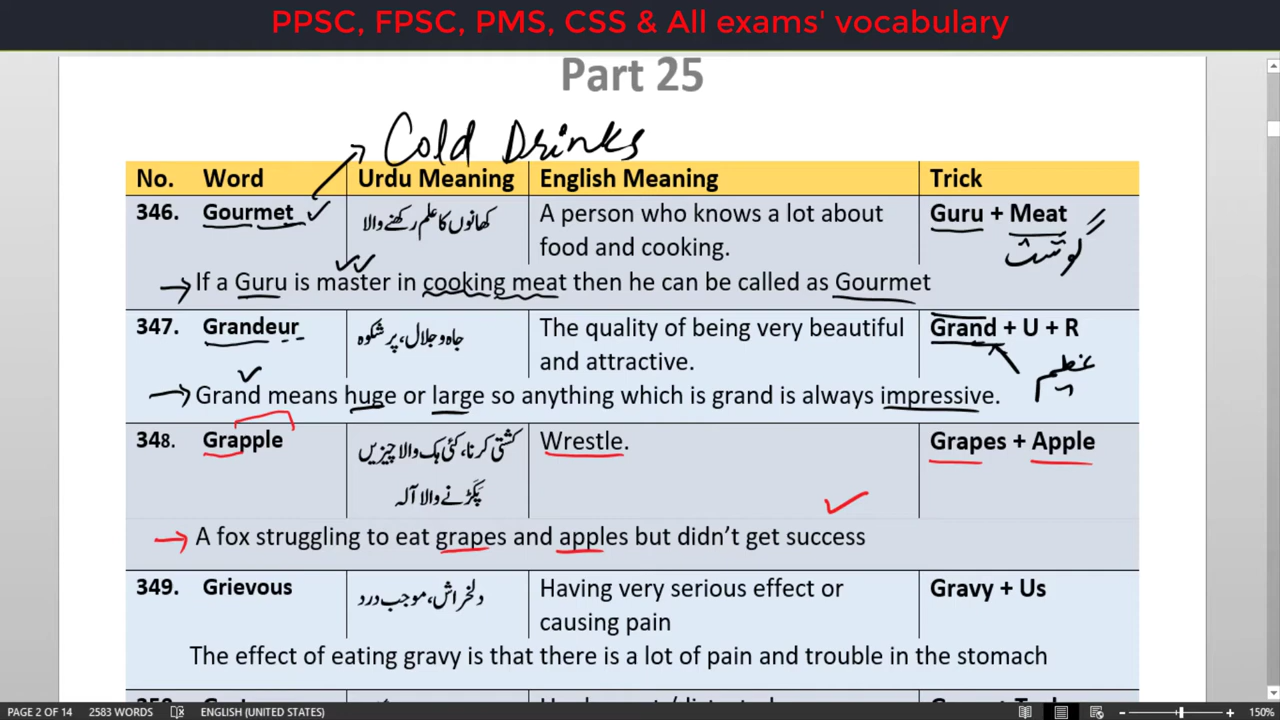 PPSC, FPSC, PMS, CSS & All exams' vocabulary
Part 25
Cold Drinks
No. Word Urdu Meaning English Meaning Trick
346. Gourmet کھانوں کا علم رکھنے والا A person who knows a lot about Guru + Meat
food and cooking. گوشت
If a Guru is master in cooking meat then he can be called as Gourmet
347. Grandeur جاہ و جلال، پر شکوہ The quality of being very beautiful Grand + U + R
and attractive. عظیم
Grand means huge or large so anything which is grand is always impressive.
348. Grapple کشتی کرنا، کئی ہک والا چیزیں Wrestle. Grapes + Apple
پکڑنے والا آلہ
A fox struggling to eat grapes and apples but didn't get success
349. Grievous دلخراش، موجب درد Having very serious effect or Gravy + Us
causing pain
The effect of eating gravy is that there is a lot of pain and trouble in the stomach
PAGE 2 OF 14 2583 WORDS ENGLISH (UNITED STATES) 150%